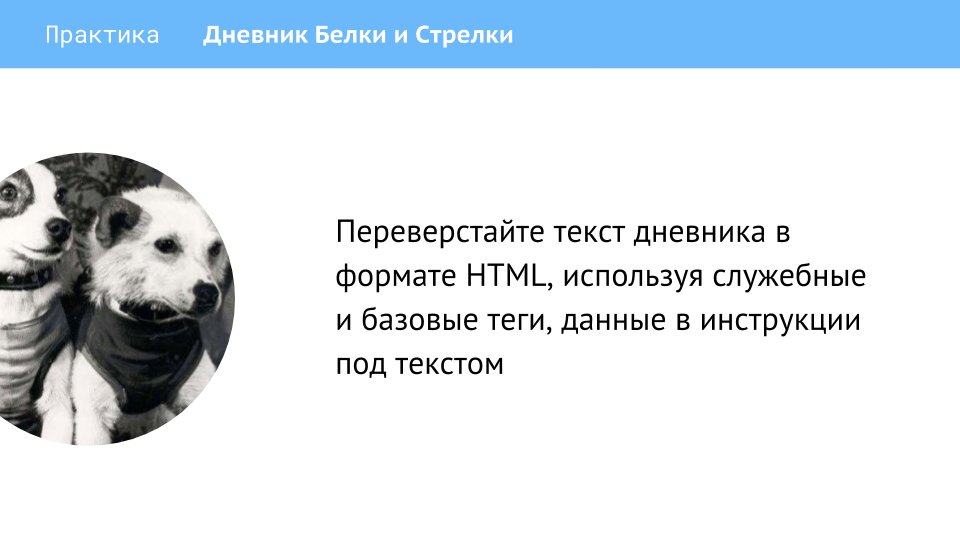 Практика Дневник Белки и Стрелки
Переверстайте текст дневника в
формате HTML, используя служебные
и базовые теги, данные в инструкции
под текстом